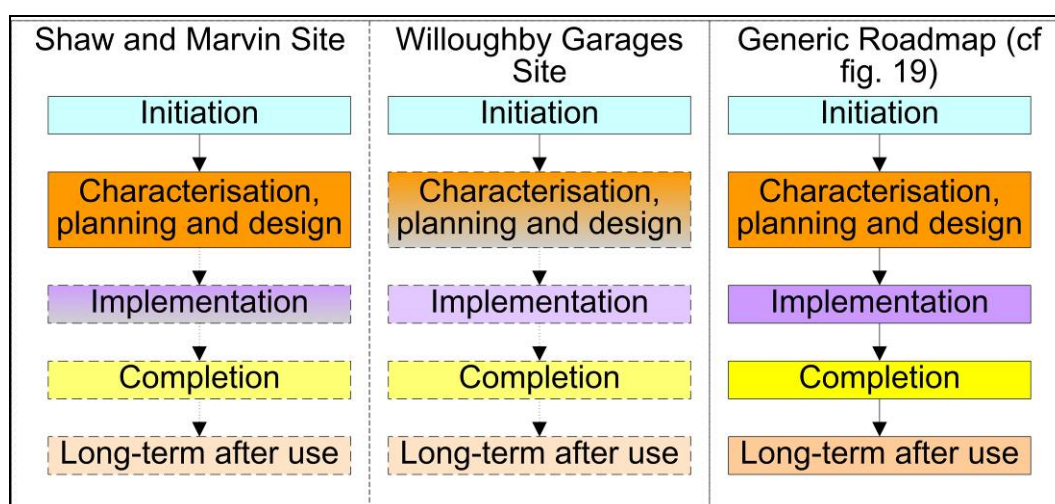 Shaw and Marvin Site
Initiation
Characterisation,
planning and design
Implementation
Completion
Long-term after use
Willoughby Garages
Site
Initiation
Characterisation,
planning and design
Implementation
Completion
Long-term after use
Generic Roadmap (cf
fig. 19)
Initiation
Characterisation,
planning and design
Implementation
Completion
Long-term after use